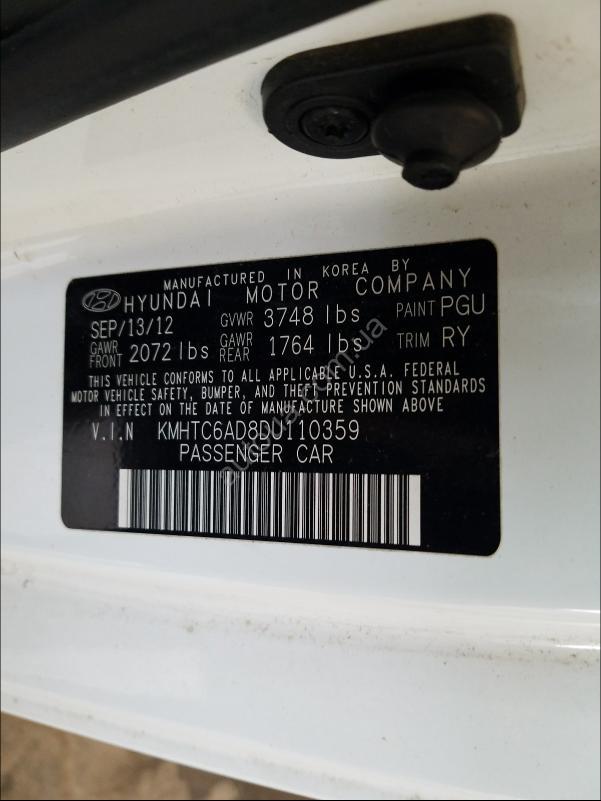 MANUFACTURED IN KOREA BY
HYUNDAI MOTOR COMPANY
SEP/13/12 GVWR 3748 lbs PAINT PGU
GAWR FRONT 2072 lbs GAWR REAR 1764 lbs TRIM RY
THIS VEHICLE CONFORMS TO ALL APPLICABLE U.S.A. FEDERAL
MOTOR VEHICLE SAFETY, BUMPER, AND THEFT PREVENTION STANDARDS
IN EFFECT ON THE DATE OF MANUFACTURE SHOWN ABOVE
V.I.N KMHTC6AD8DU110359
PASSENGER CAR